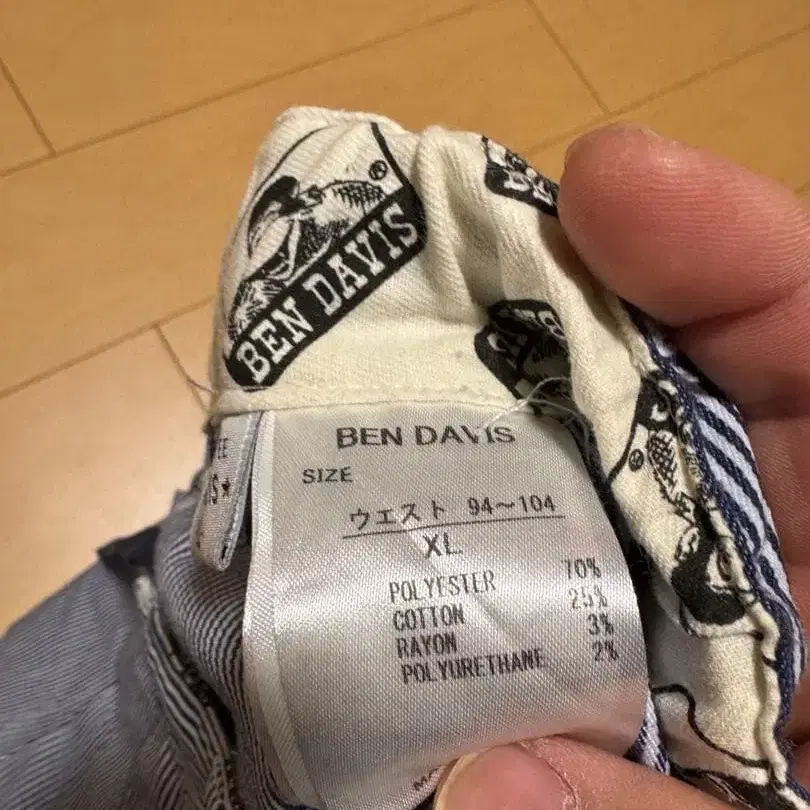 BEN DAVIS
BEN DAVIS
SIZE
ウエスト 94～104
XL
POLYESTER 70%
COTTON 25%
RAYON 3%
POLYURETHANE 2%